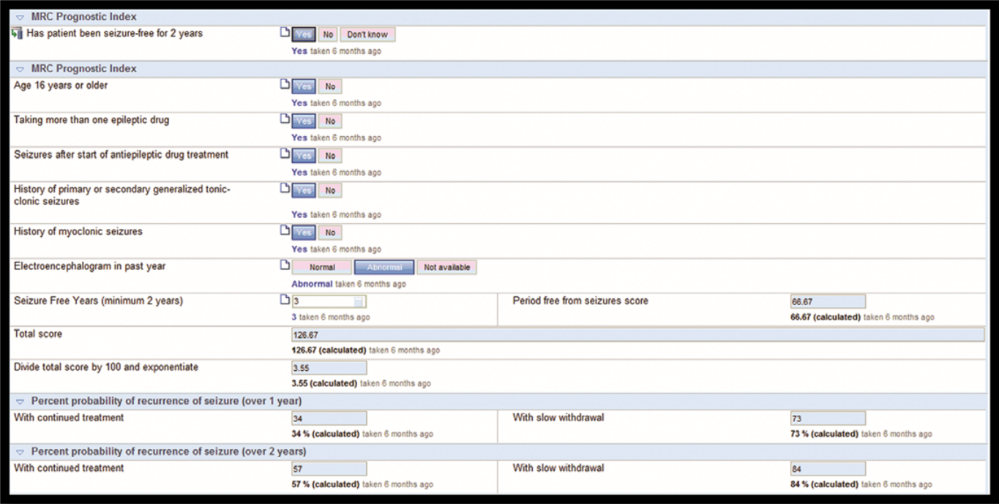 MRC Prognostic Index
Has patient been seizure-free for 2 years
Yes No Don't know
Yes taken 6 months ago
MRC Prognostic Index
Age 16 years or older
Yes No
Yes taken 6 months ago
Taking more than one epileptic drug
Yes No
Yes taken 6 months ago
Seizures after start of antiepileptic drug treatment
Yes No
Yes taken 6 months ago
History of primary or secondary generalized tonic-
clonic seizures
Yes No
Yes taken 6 months ago
History of myoclonic seizures
Yes No
Yes taken 6 months ago
Electroencephalogram in past year
Normal Abnormal Not available
Abnormal taken 6 months ago
Seizure Free Years (minimum 2 years)
3
3 taken 6 months ago
Period free from seizures score
66.67
66.67 (calculated) taken 6 months ago
Total score
126.67
126.67 (calculated) taken 6 months ago
Divide total score by 100 and exponentiate
3.55
3.55 (calculated) taken 6 months ago
Percent probability of recurrence of seizure (over 1 year)
With continued treatment
34
34 % (calculated) taken 6 months ago
With slow withdrawal
73
73 % (calculated) taken 6 months ago
Percent probability of recurrence of seizure (over 2 years)
With continued treatment
57
57 % (calculated) taken 6 months ago
With slow withdrawal
84
84 % (calculated) taken 6 months ago